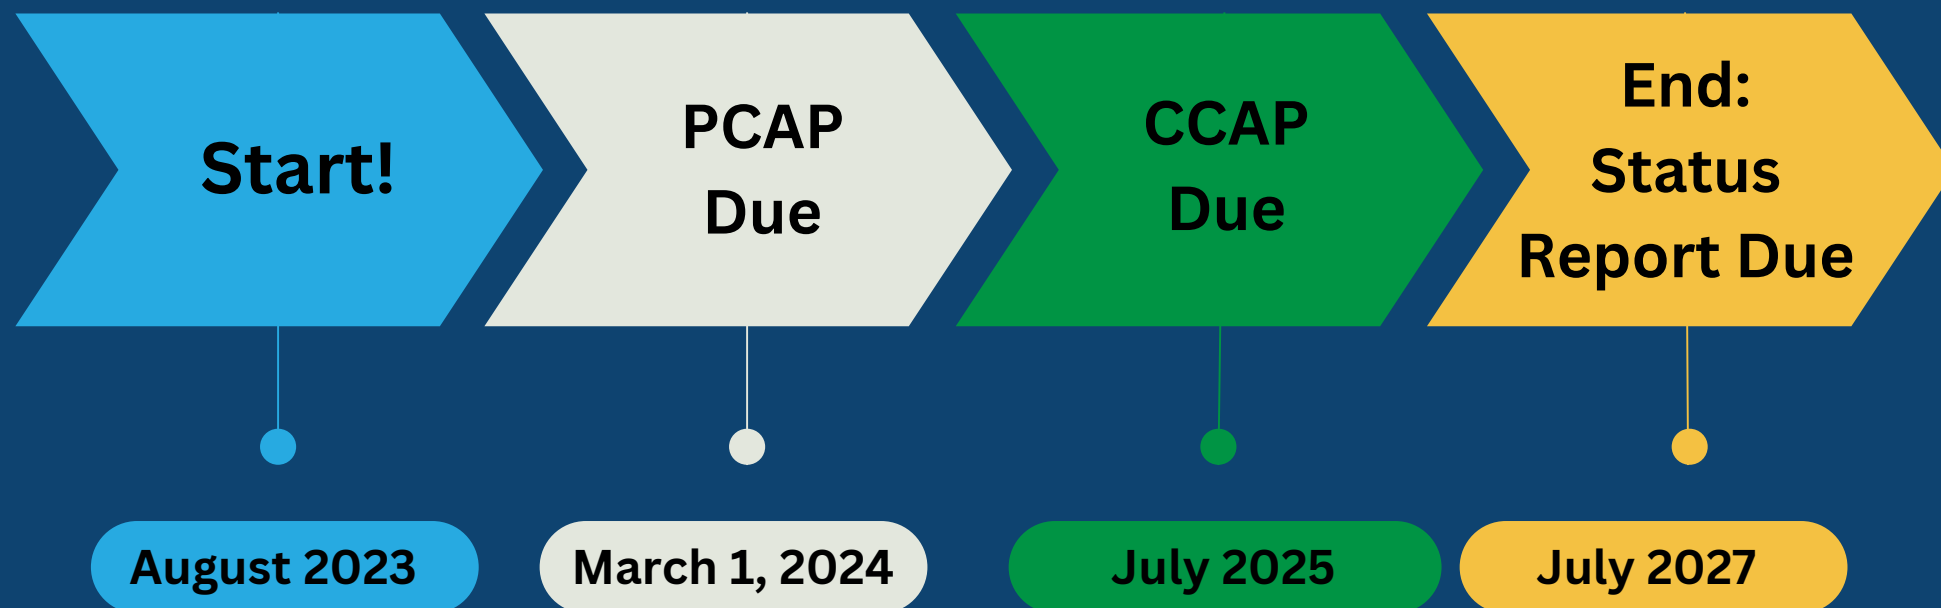 Start!
PCAP
Due
CCAP
Due
End:
Status
Report Due
August 2023
March 1, 2024
July 2025
July 2027